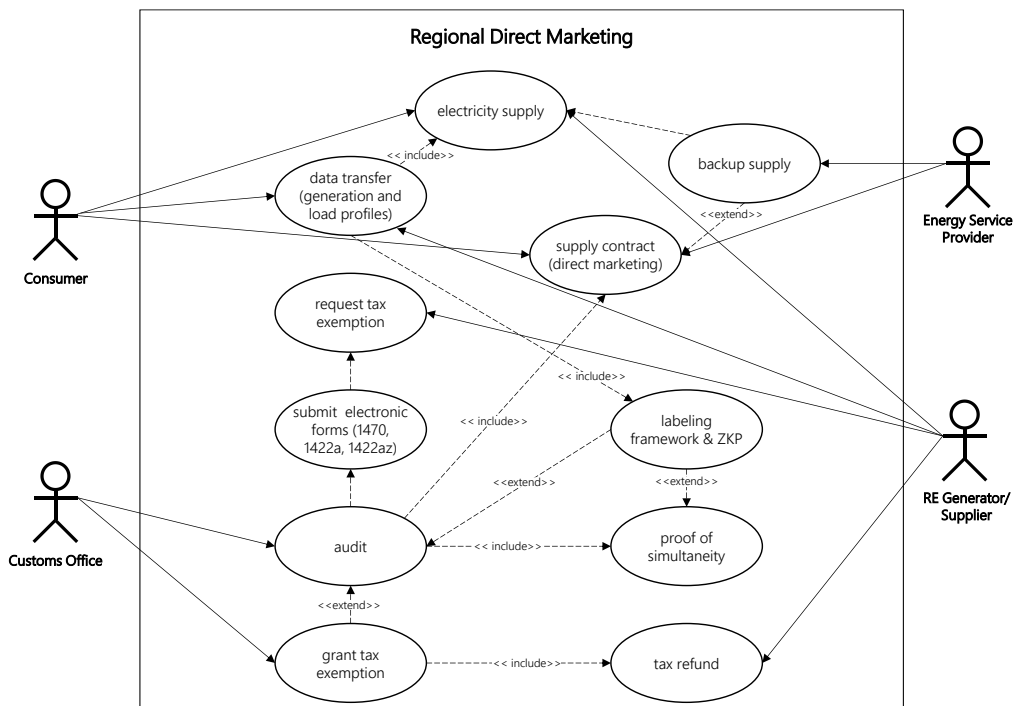 Regional Direct Marketing
electricity supply
<< include>>
backup supply
data transfer
(generation and
load profiles)
<<extend>>
Consumer
Energy Service
Provider
supply contract
(direct marketing)
request tax
exemption
<< include>>
submit electronic
forms (1470,
1422a, 1422az)
<< include>>
labeling
framework & ZKP
<<extend>>
<<extend>>
RE Generator/
Supplier
Customs Office
audit
<< include>>
proof of
simultaneity
<<extend>>
grant tax
exemption
<< include>>
tax refund